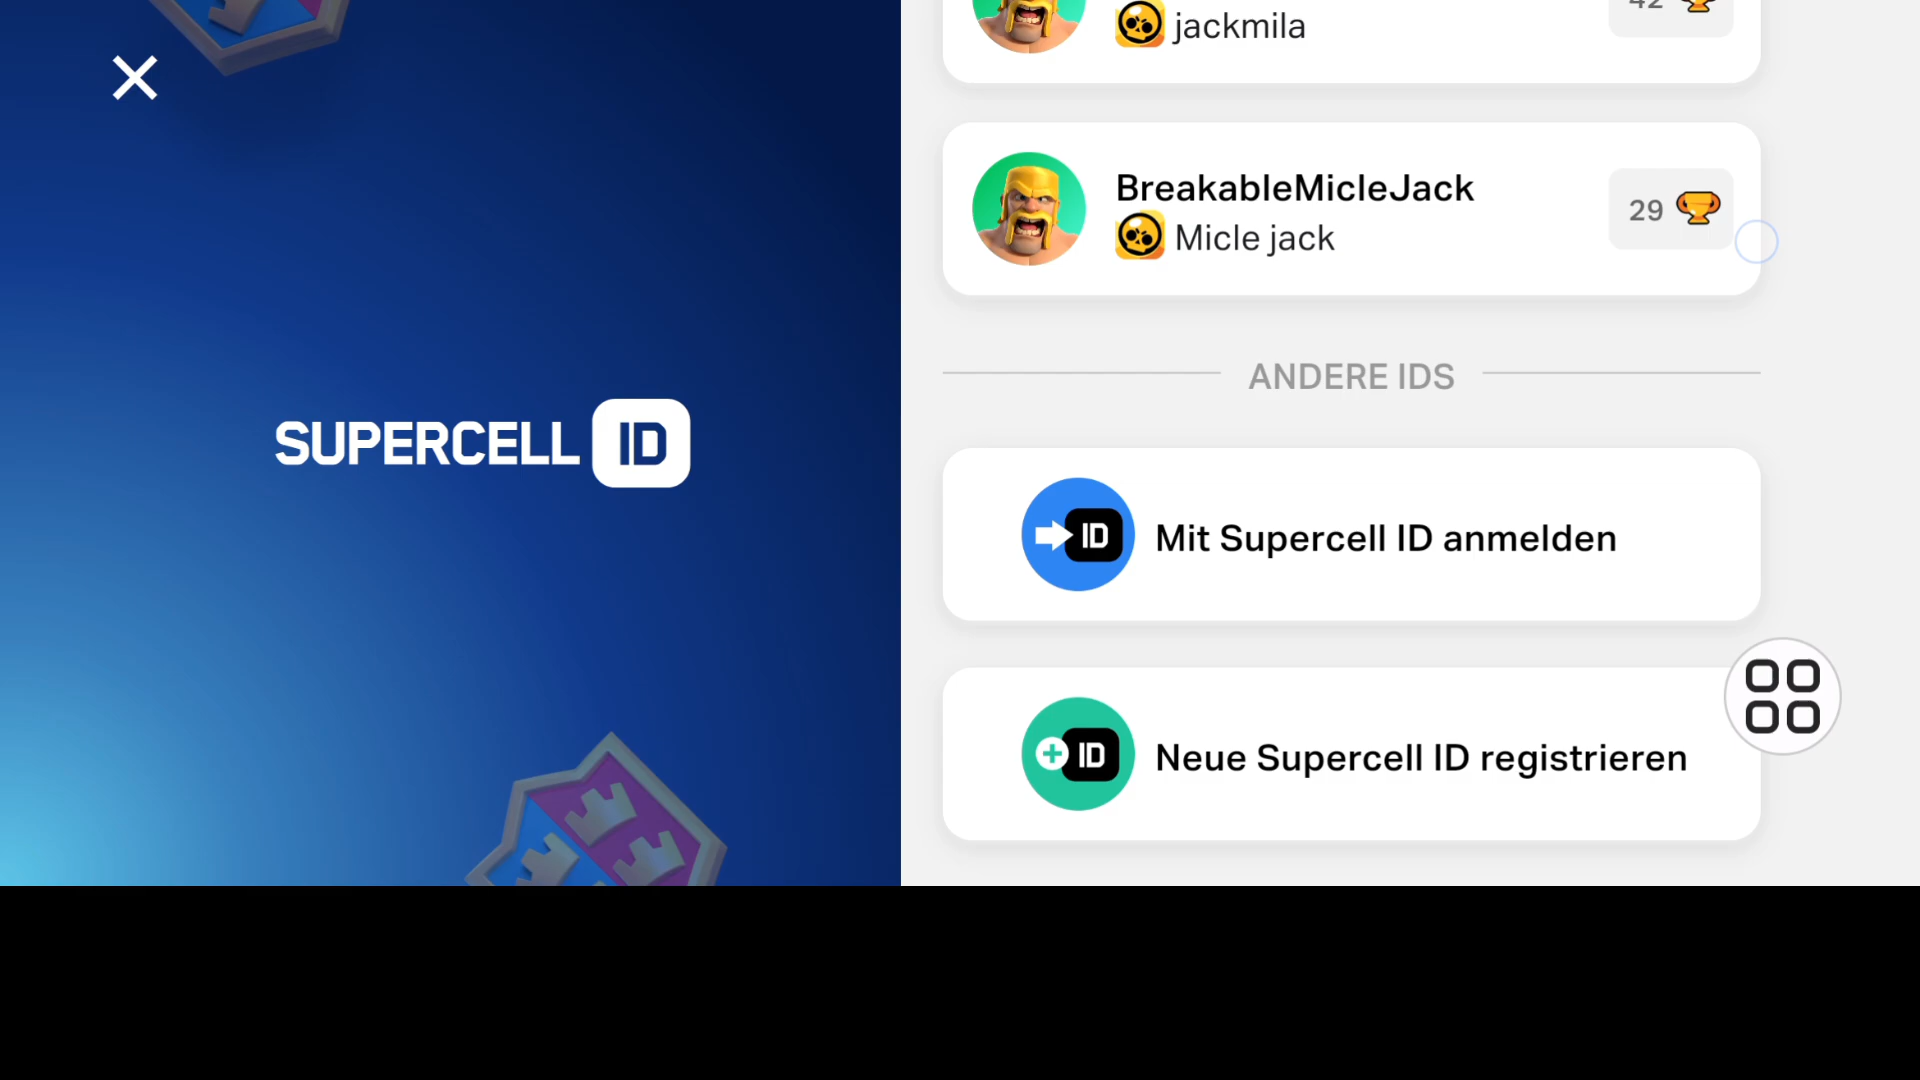 jackmila
BreakableMicleJack
Micle jack
29
ANDERE IDS
SUPERCELL ID
ID Mit Supercell ID anmelden
ID Neue Supercell ID registrieren